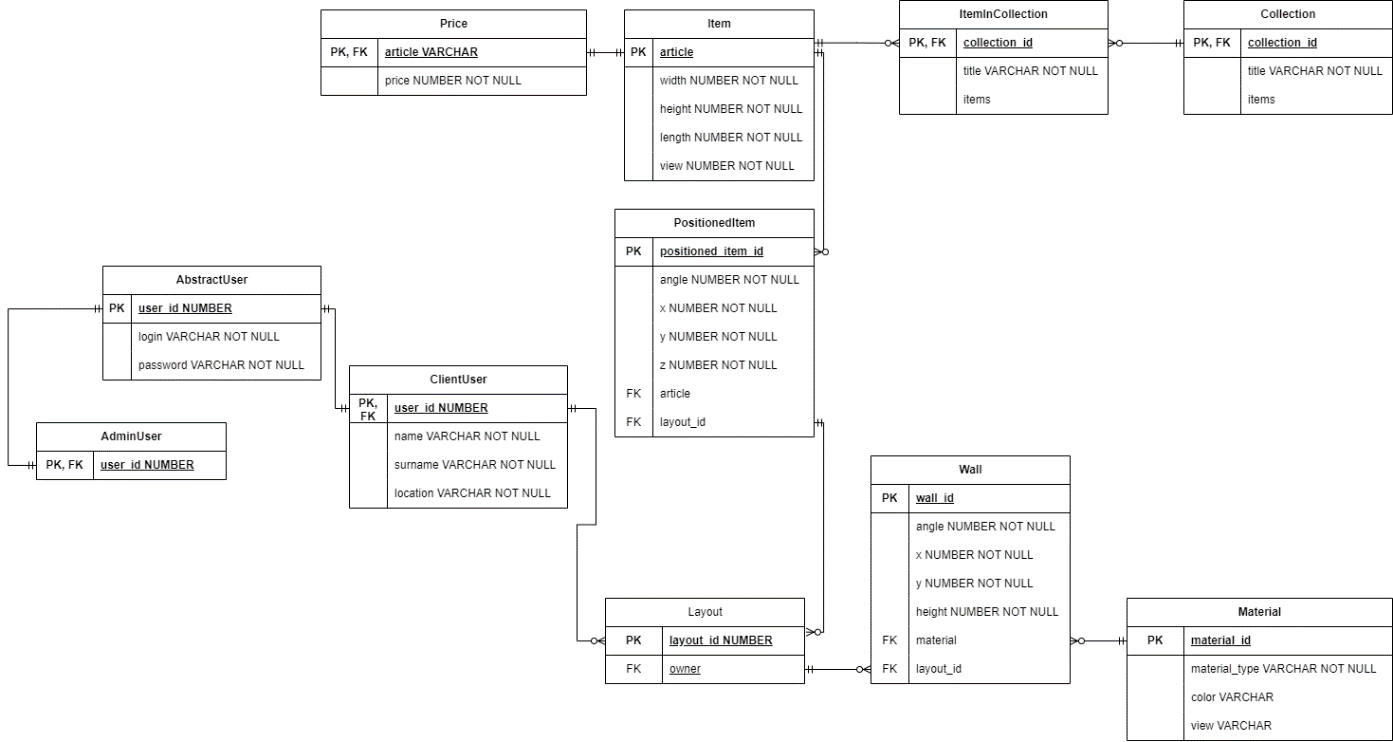 Price
PK, FK article VARCHAR
price NUMBER NOT NULL
Item
PK article
width NUMBER NOT NULL
height NUMBER NOT NULL
length NUMBER NOT NULL
view NUMBER NOT NULL
ItemInCollection
PK, FK collection_id
title VARCHAR NOT NULL
items
Collection
PK, FK collection_id
title VARCHAR NOT NULL
items
PositionedItem
PK positioned_item_id
angle NUMBER NOT NULL
x NUMBER NOT NULL
y NUMBER NOT NULL
z NUMBER NOT NULL
FK article
FK layout_id
AbstractUser
PK user_id NUMBER
login VARCHAR NOT NULL
password VARCHAR NOT NULL
ClientUser
PK,
FK user_id NUMBER
name VARCHAR NOT NULL
surname VARCHAR NOT NULL
location VARCHAR NOT NULL
AdminUser
PK, FK user_id NUMBER
Wall
PK wall_id
angle NUMBER NOT NULL
x NUMBER NOT NULL
y NUMBER NOT NULL
height NUMBER NOT NULL
FK material
FK layout_id
Layout
PK layout_id NUMBER
FK owner
Material
PK material_id
material_type VARCHAR NOT NULL
color VARCHAR
view VARCHAR